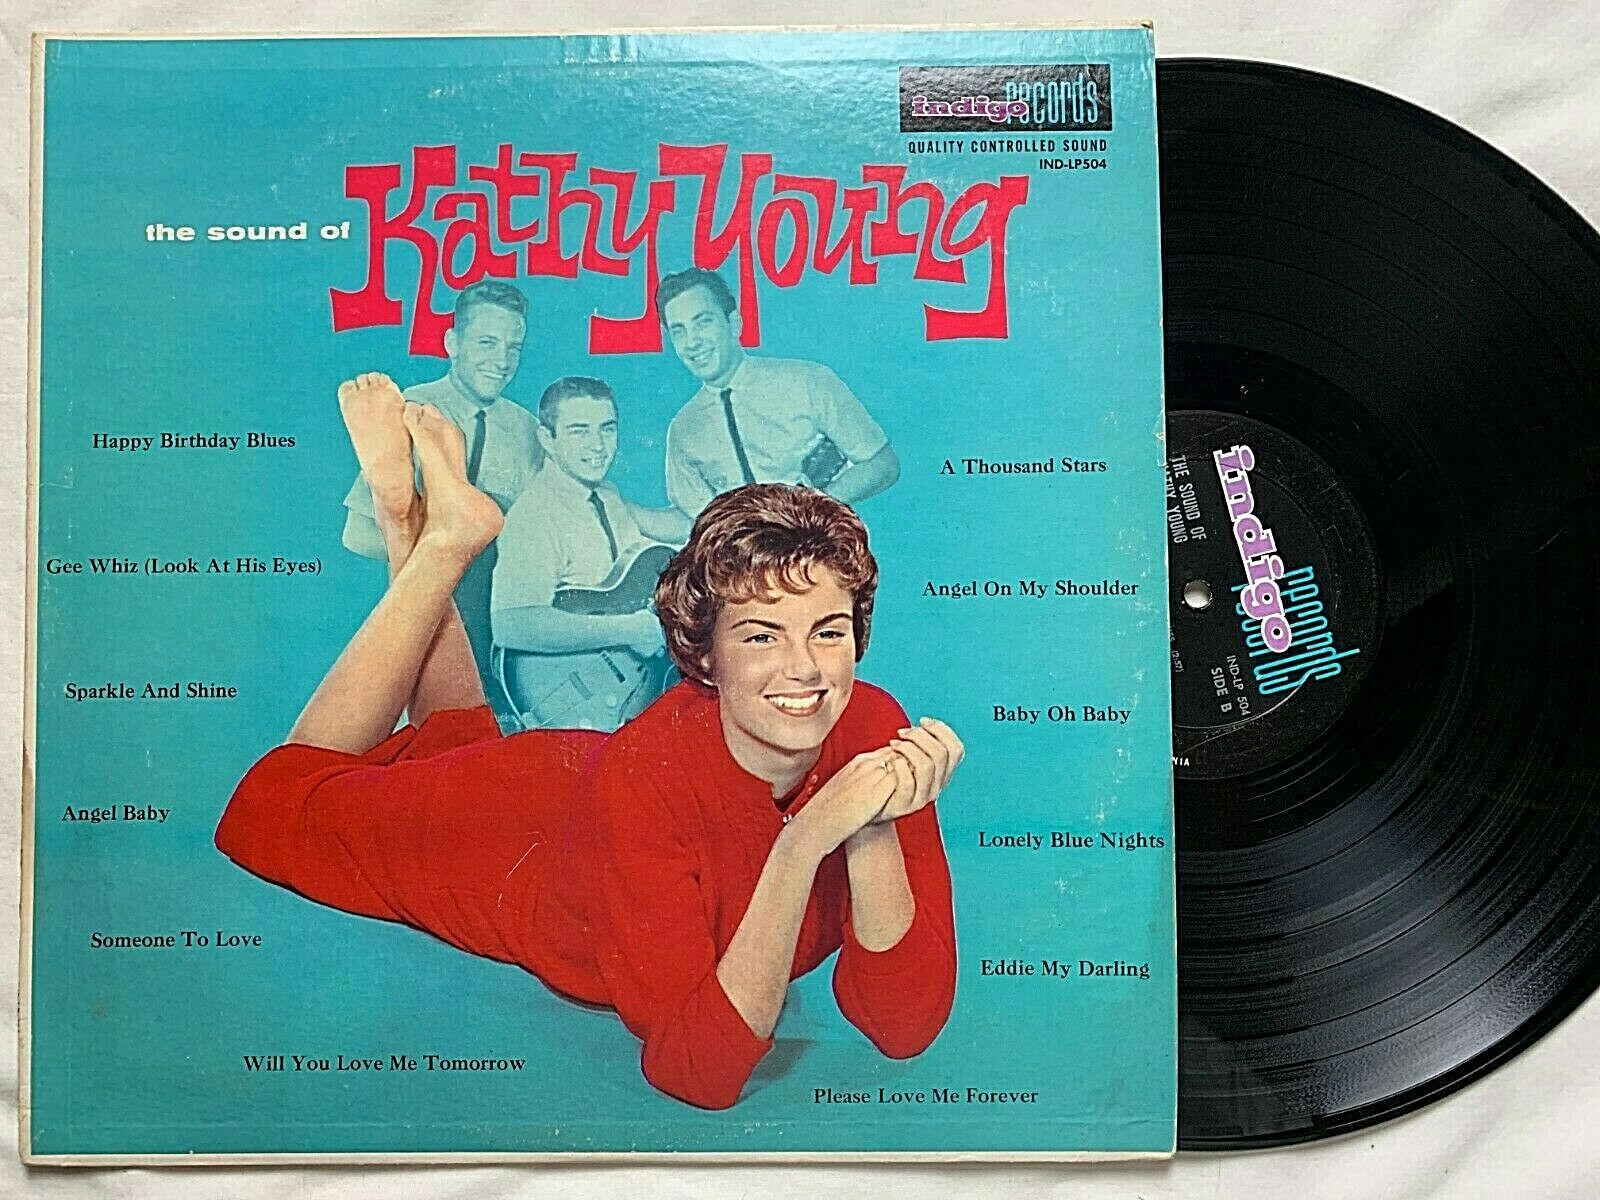 indigo records
QUALITY CONTROLLED SOUND
IND-LP504
the sound of Kathy Young
Happy Birthday Blues
A Thousand Stars
Gee Whiz (Look At His Eyes)
Angel On My Shoulder
Sparkle And Shine
Baby Oh Baby
Angel Baby
Lonely Blue Nights
Someone To Love
Eddie My Darling
Will You Love Me Tomorrow
Please Love Me Forever
THE SOUND OF
KATHY YOUNG
indigo
records
(2:57)
IND-LP 504
SIDE B